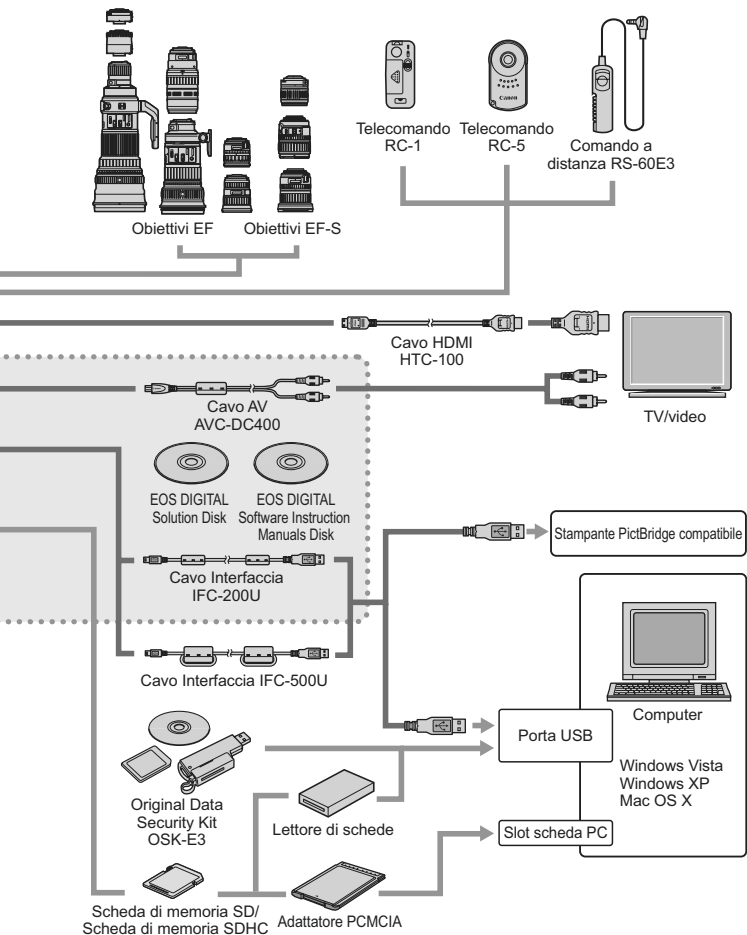 Canon
Telecomando
RC-1
Telecomando
RC-5
Comando a
distanza RS-60E3
Obiettivi EF
Obiettivi EF-S
Cavo HDMI
HTC-100
TV/video
Cavo AV
AVC-DC400
EOS DIGITAL
Solution Disk
EOS DIGITAL
Software Instruction
Manuals Disk
Stampante PictBridge compatibile
Cavo Interfaccia
IFC-200U
Cavo Interfaccia IFC-500U
Computer
Porta USB
Windows Vista
Windows XP
Mac OS X
Original Data
Security Kit
OSK-E3
Lettore di schede
Slot scheda PC
Scheda di memoria SD/
Scheda di memoria SDHC
Adattatore PCMCIA